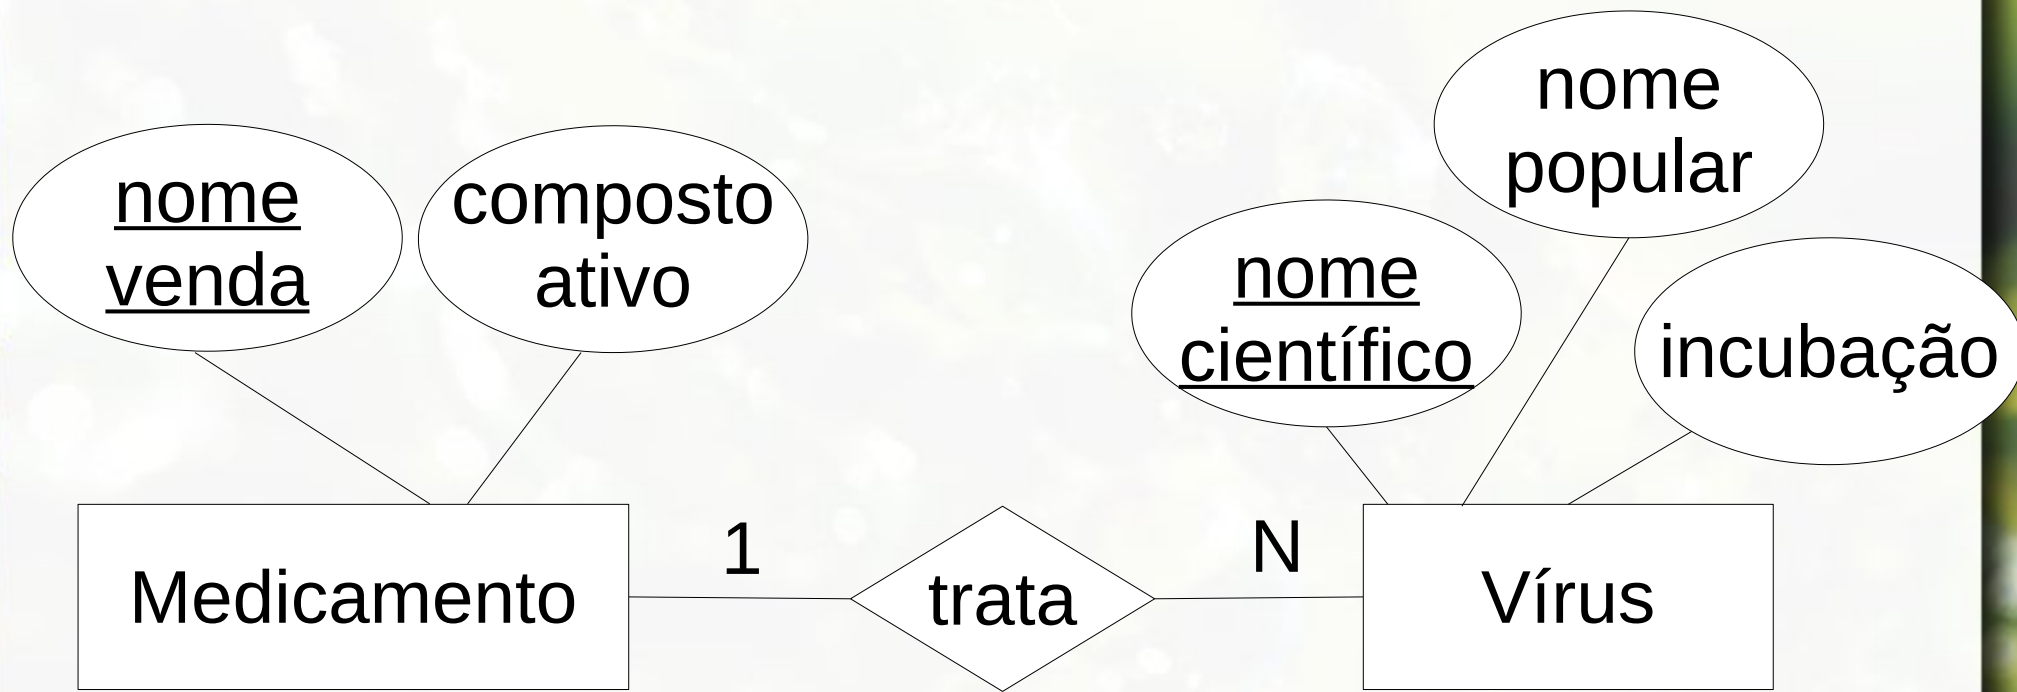 nome
popular
nome
venda
composto
ativo
nome
científico
incubação
Medicamento
1
trata
N
Vírus